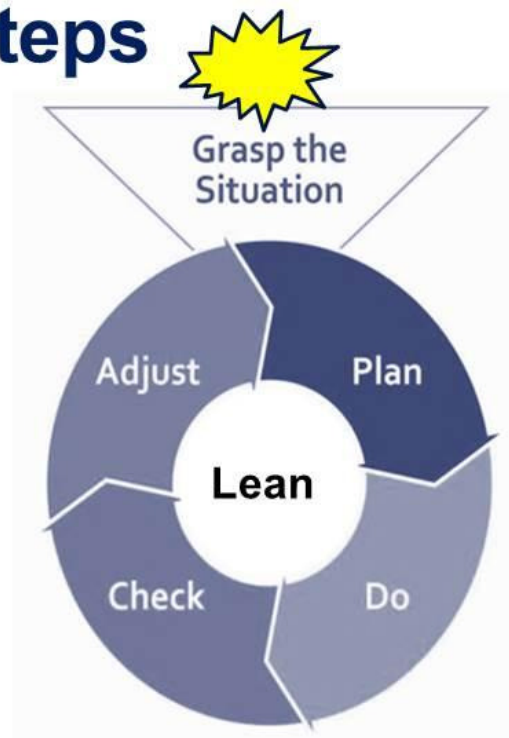 teps
Grasp the
Situation
Adjust
Plan
Lean
Check
Do